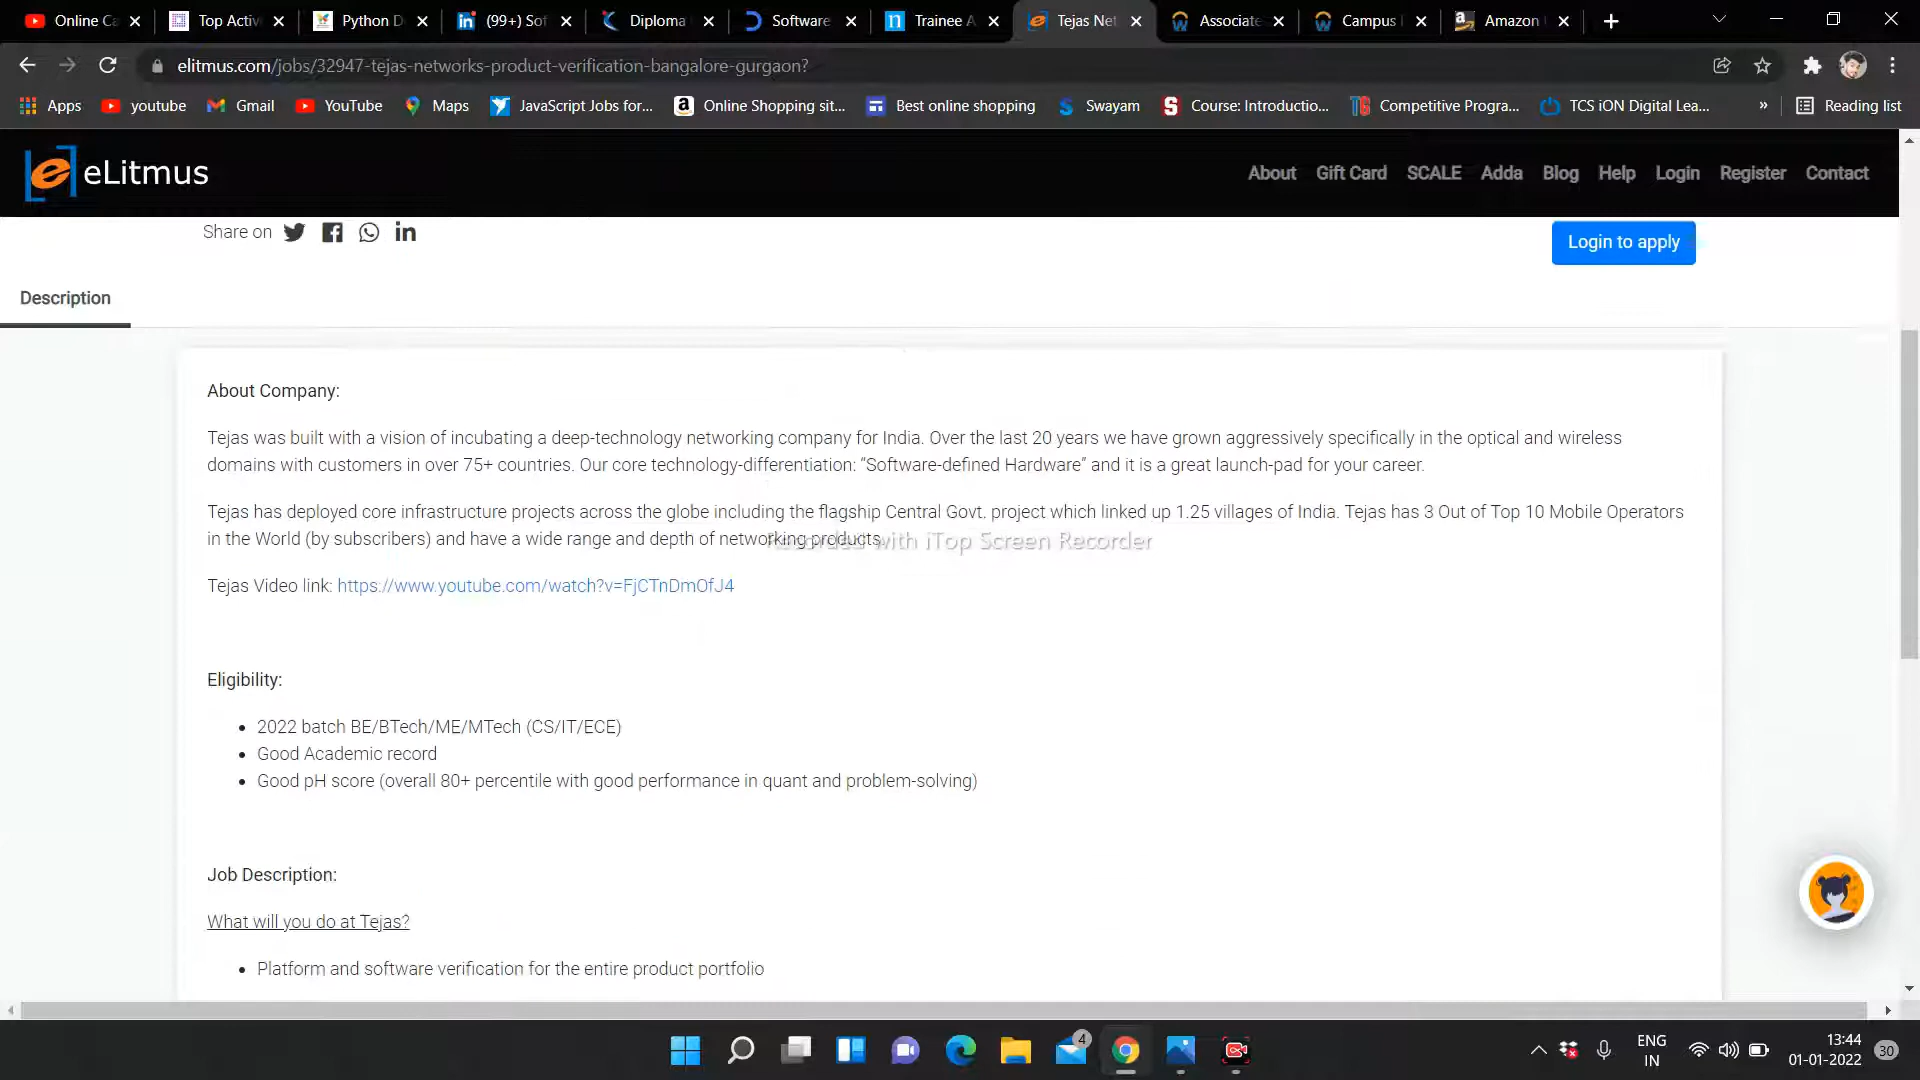 Online Ca
Top Activ
Python D
(99+) Sof
Diploma
Software
Trainee A
Tejas Net
Associate
Campus
Amazon
elitmus.com/jobs/32947-tejas-networks-product-verification-bangalore-gurgaon?
Apps
youtube
Gmail
YouTube
Maps
JavaScript Jobs for...
Online Shopping sit...
Best online shopping
Swayam
Course: Introductio...
Competitive Progra...
TCS iON Digital Lea...
»
Reading list
eLitmus
About Gift Card SCALE Adda Blog Help Login Register Contact
Share on
Login to apply
Description
About Company:
Tejas was built with a vision of incubating a deep-technology networking company for India. Over the last 20 years we have grown aggressively specifically in the optical and wireless
domains with customers in over 75+ countries. Our core technology-differentiation: “Software-defined Hardware” and it is a great launch-pad for your career.
Tejas has deployed core infrastructure projects across the globe including the flagship Central Govt. project which linked up 1.25 villages of India. Tejas has 3 Out of Top 10 Mobile Operators
in the World (by subscribers) and have a wide range and depth of networking products.
Recorded with iTop Screen Recorder
Tejas Video link: https://www.youtube.com/watch?v=FjCTnDmOfJ4
Eligibility:
• 2022 batch BE/BTech/ME/MTech (CS/IT/ECE)
• Good Academic record
• Good pH score (overall 80+ percentile with good performance in quant and problem-solving)
Job Description:
What will you do at Tejas?
• Platform and software verification for the entire product portfolio
4
ENG
IN
13:44
01-01-2022
30